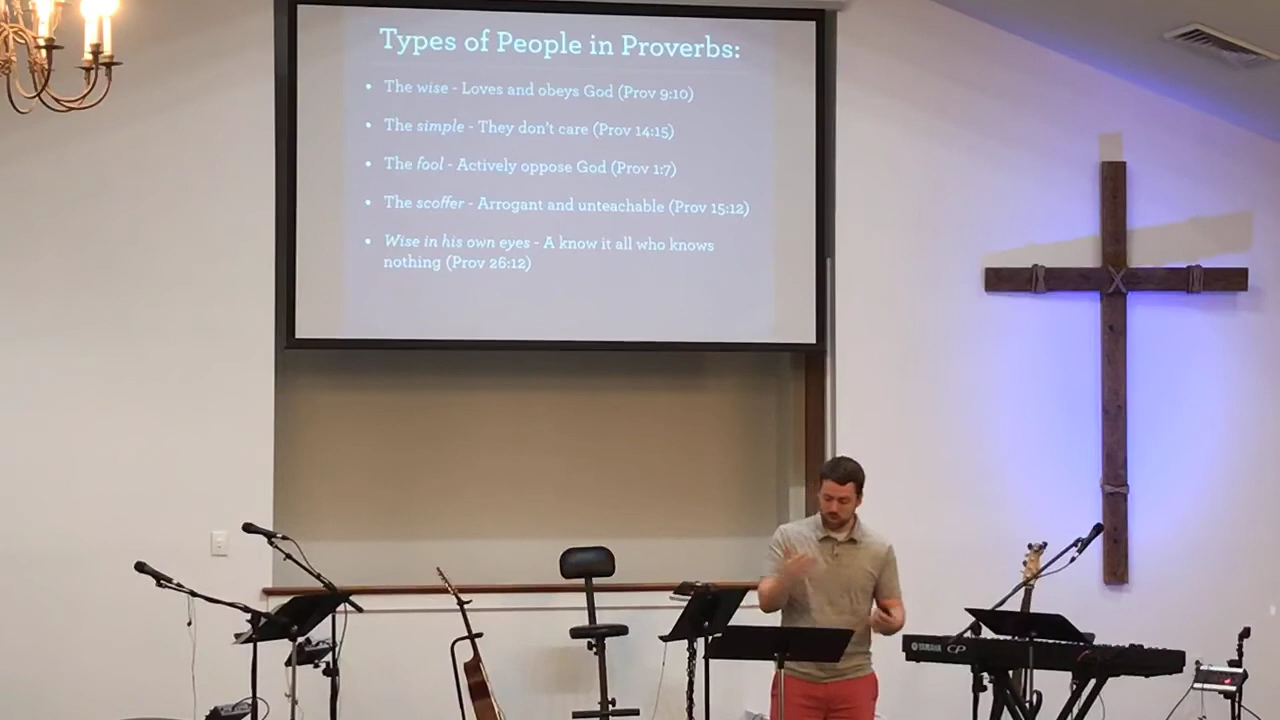 Types of People in Proverbs:
• The wise - Loves and obeys God (Prov 9:10)
• The simple - They don't care (Prov 14:15)
• The fool - Actively oppose God (Prov 1:7)
• The scoffer - Arrogant and unteachable (Prov 15:12)
• Wise in his own eyes - A know it all who knows
nothing (Prov 26:12)
YAMAHA CP